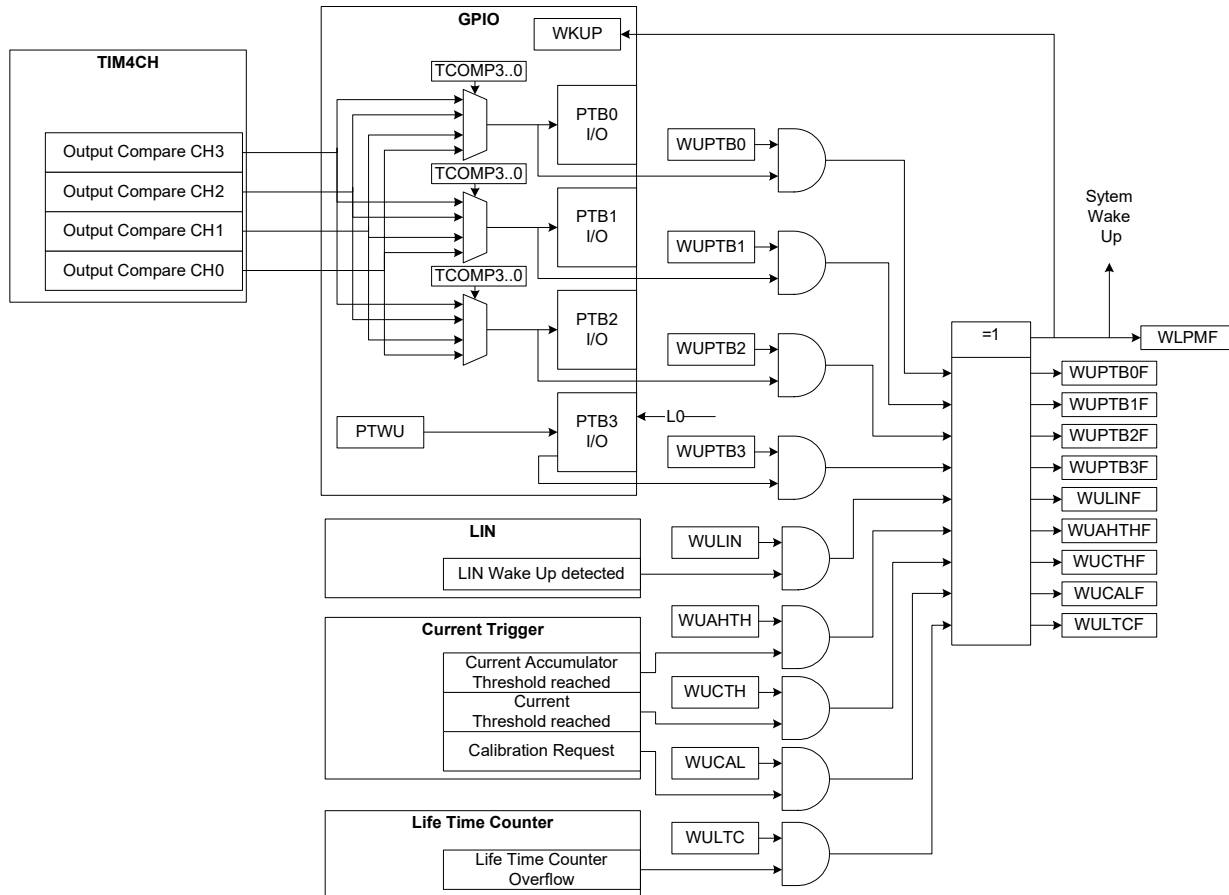 GPIO
WKUP
TIM4CH
TCOMP3..0
PTB0
I/O
WUPTB0
Output Compare CH3
Output Compare CH2
Output Compare CH1
Output Compare CH0
TCOMP3..0
PTB1
I/O
WUPTB1
Sytem
Wake
Up
TCOMP3..0
PTB2
I/O
WUPTB2
=1
WLPMF
WUPTB0F
WUPTB1F
WUPTB2F
WUPTB3F
WULINF
WUAHTHF
WUCTHF
WUCALF
WULTCF
PTWU
PTB3
I/O
L0
WUPTB3
LIN
LIN Wake Up detected
WULIN
Current Trigger
Current Accumulator
Threshold reached
Current
Threshold reached
Calibration Request
WUAHTH
WUCTH
WUCAL
Life Time Counter
Life Time Counter
Overflow
WULTC